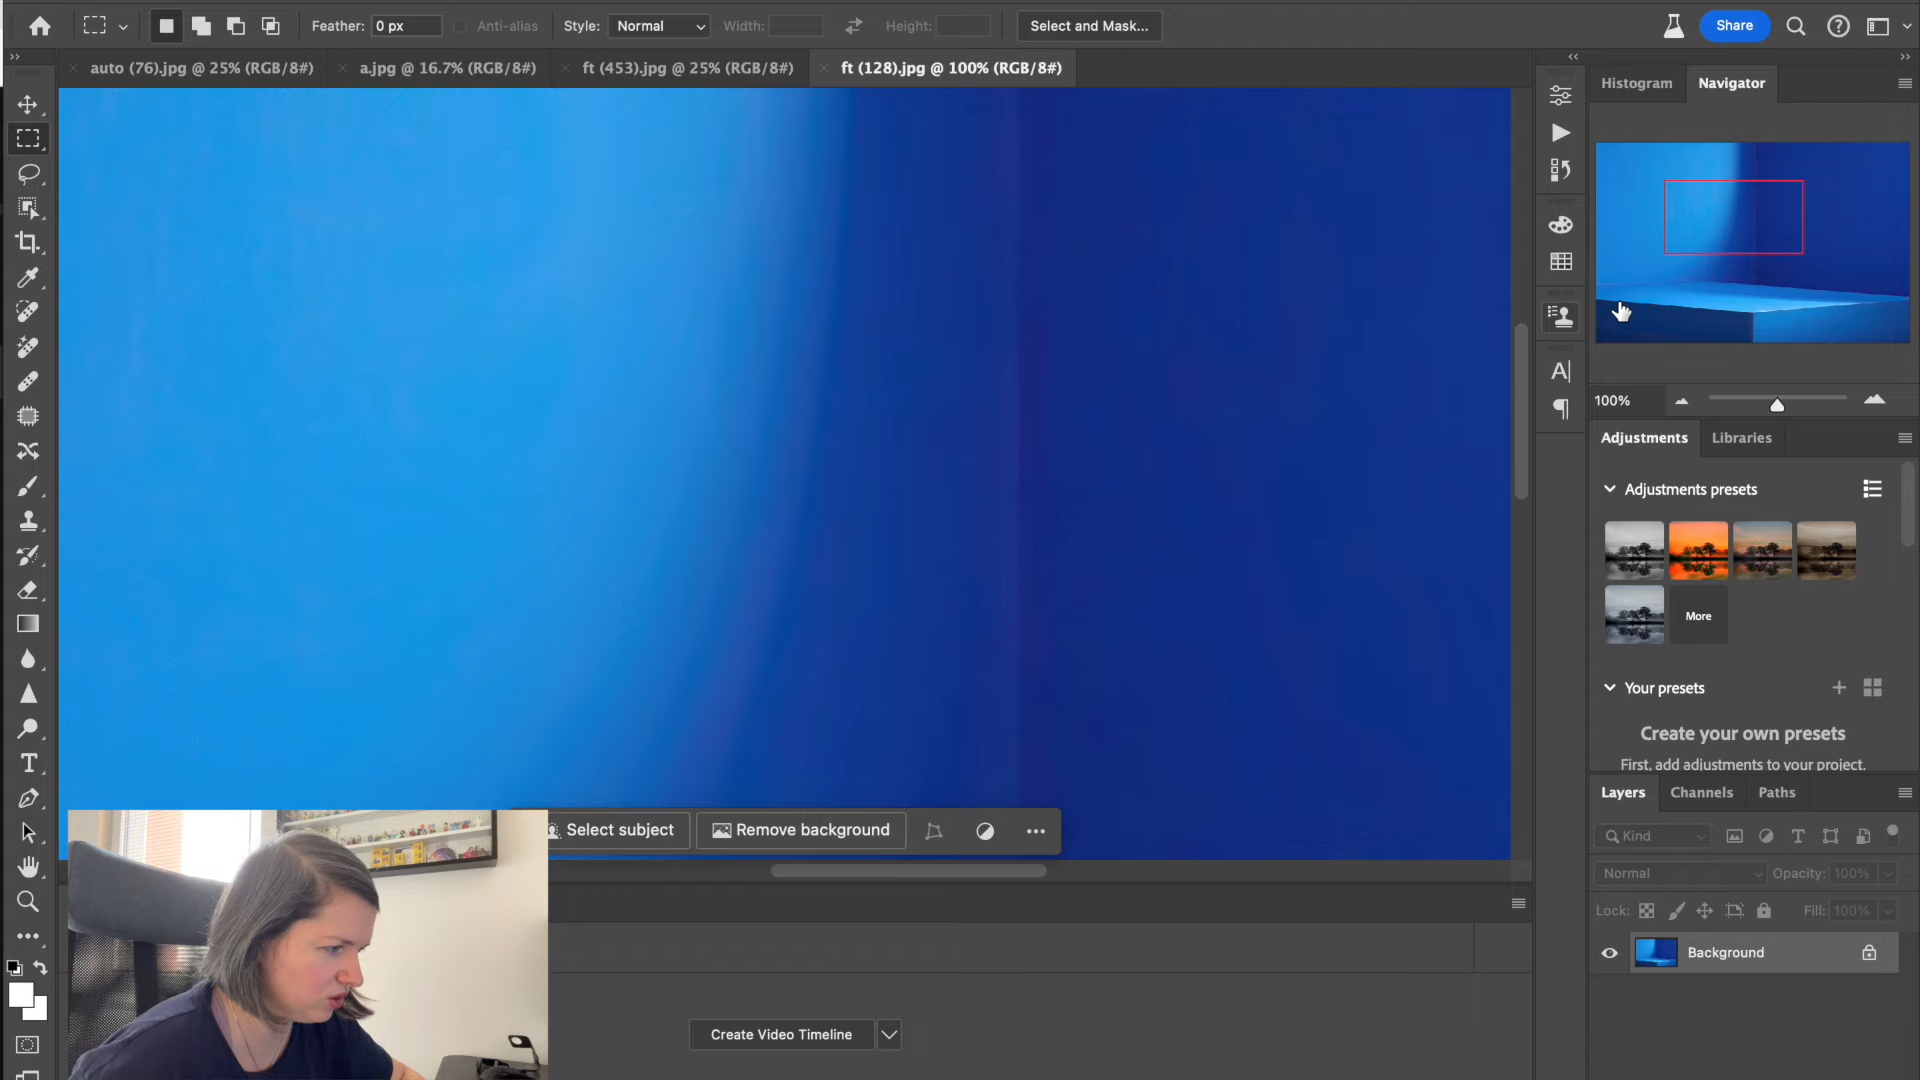 Feather: 0 px Anti-alias Style: Normal Width: Height: Select and Mask... Share
auto (76).jpg @ 25% (RGB/8#) a.jpg @ 16.7% (RGB/8#) ft (453).jpg @ 25% (RGB/8#) ft (128).jpg @ 100% (RGB/8#)
Histogram Navigator
100%
Adjustments Libraries
Adjustments presets
More
Your presets
Create your own presets
First, add adjustments to your project.
Layers Channels Paths
Kind
Normal Opacity: 100%
Lock: Fill: 100%
Background
Select subject Remove background
Create Video Timeline